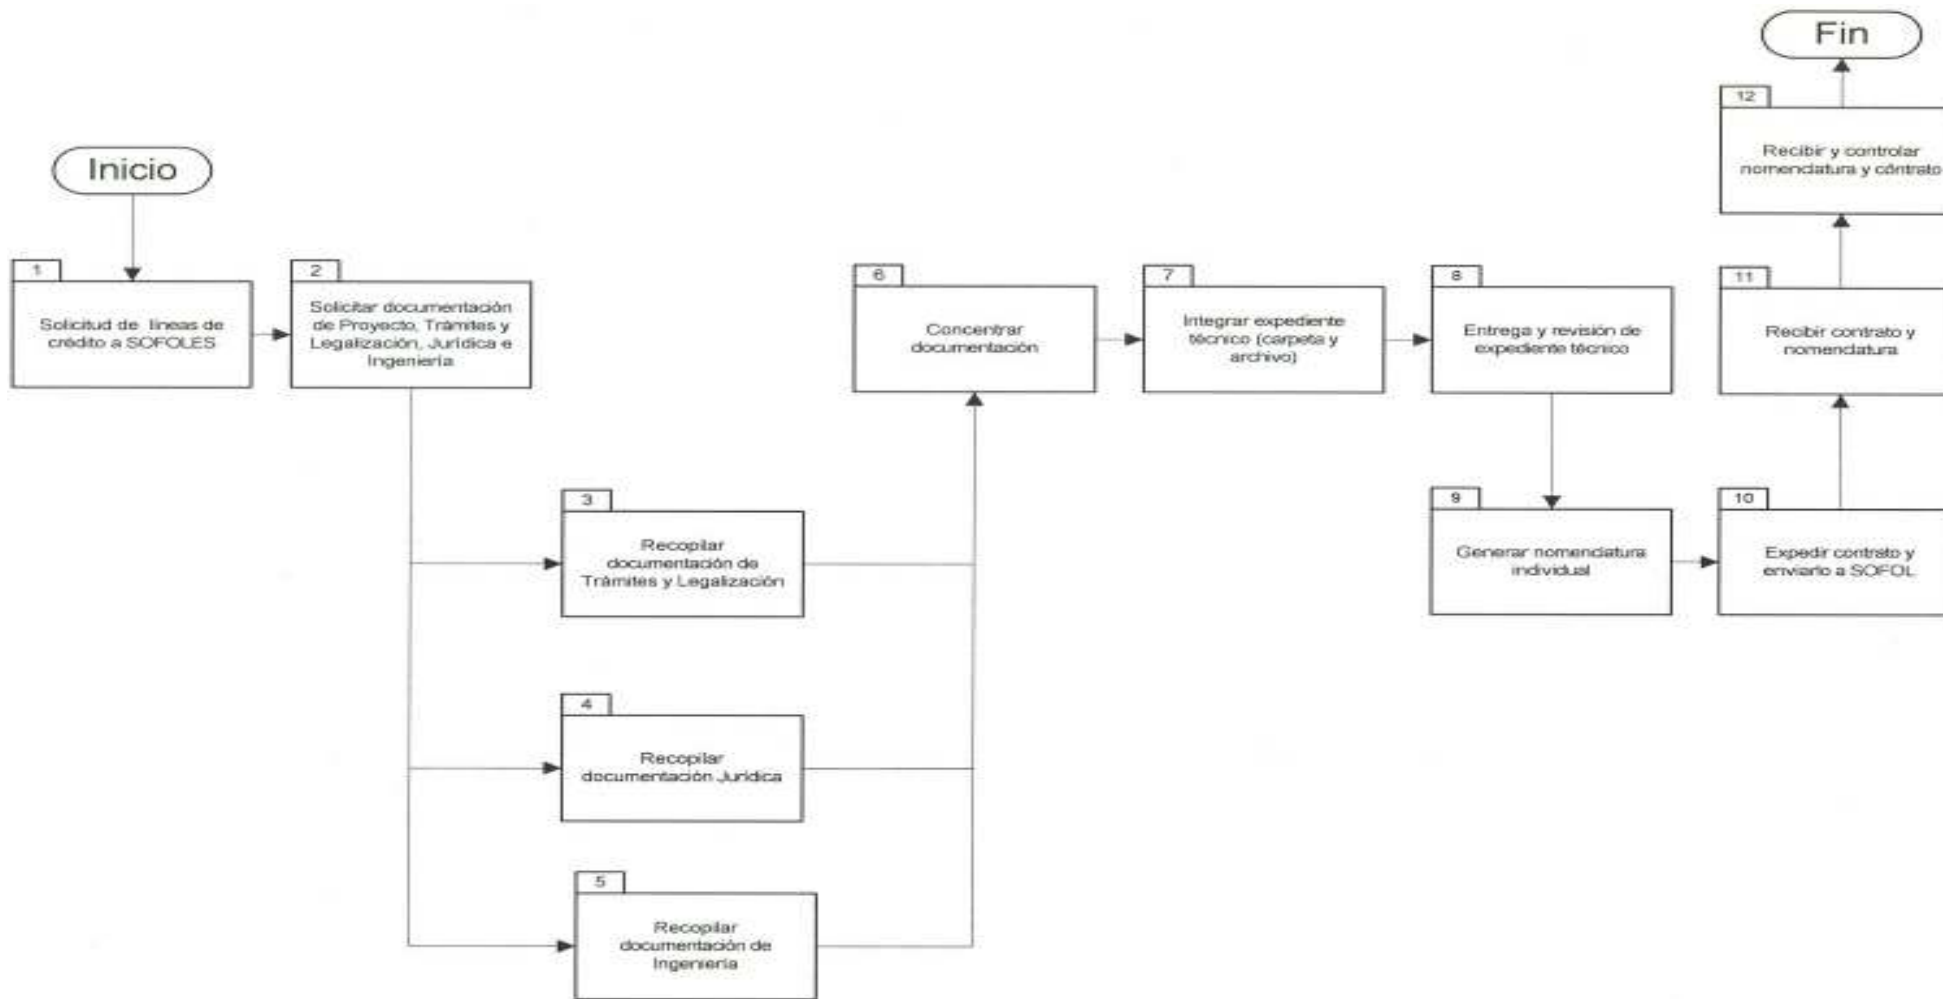 Inicio
1
Solicitud de líneas de
crédito a SOFOLES
2
Solicitar documentación
de Proyecto, Trámites y
Legalización, Jurídica e
Ingeniería
3
Recopilar
documentación de
Trámites y Legalización
4
Recopilar
documentación Jurídica
5
Recopilar
documentación de
Ingeniería
6
Concentrar
documentación
7
Integrar expediente
técnico (carpeta y
archivo)
8
Entrega y revisión de
expediente técnico
9
Generar nomenclatura
individual
10
Expedir contrato y
enviarlo a SOFOL
11
Recibir contrato y
nomenclatura
12
Recibir y controlar
nomenclatura y cóntrato
Fin